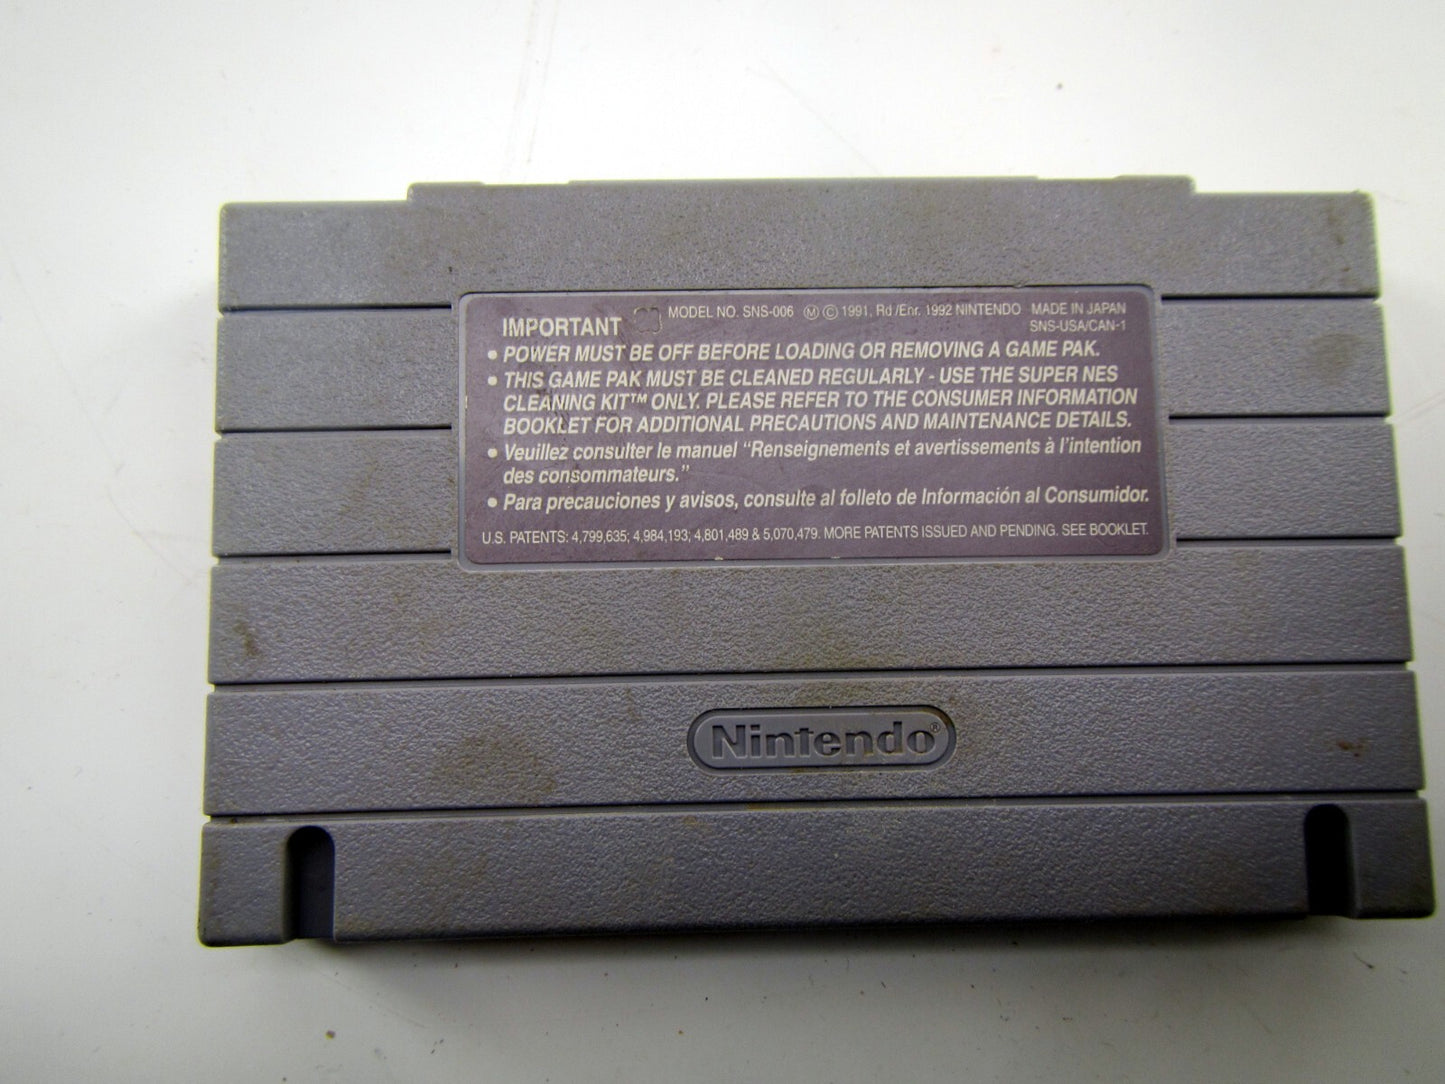 IMPORTANT MODEL NO. SNS-006 Ⓜ © 1991, Rd /Enr. 1992 NINTENDO MADE IN JAPAN
SNS-USA/CAN-1
• POWER MUST BE OFF BEFORE LOADING OR REMOVING A GAME PAK.
• THIS GAME PAK MUST BE CLEANED REGULARLY - USE THE SUPER NES
CLEANING KIT™ ONLY. PLEASE REFER TO THE CONSUMER INFORMATION
BOOKLET FOR ADDITIONAL PRECAUTIONS AND MAINTENANCE DETAILS.
• Veuillez consulter le manuel “Renseignements et avertissements à l’intention
des consommateurs.”
• Para precauciones y avisos, consulte al folleto de Información al Consumidor.
U.S. PATENTS: 4,799,635; 4,984,193; 4,801,489 & 5,070,479. MORE PATENTS ISSUED AND PENDING. SEE BOOKLET.
Nintendo®